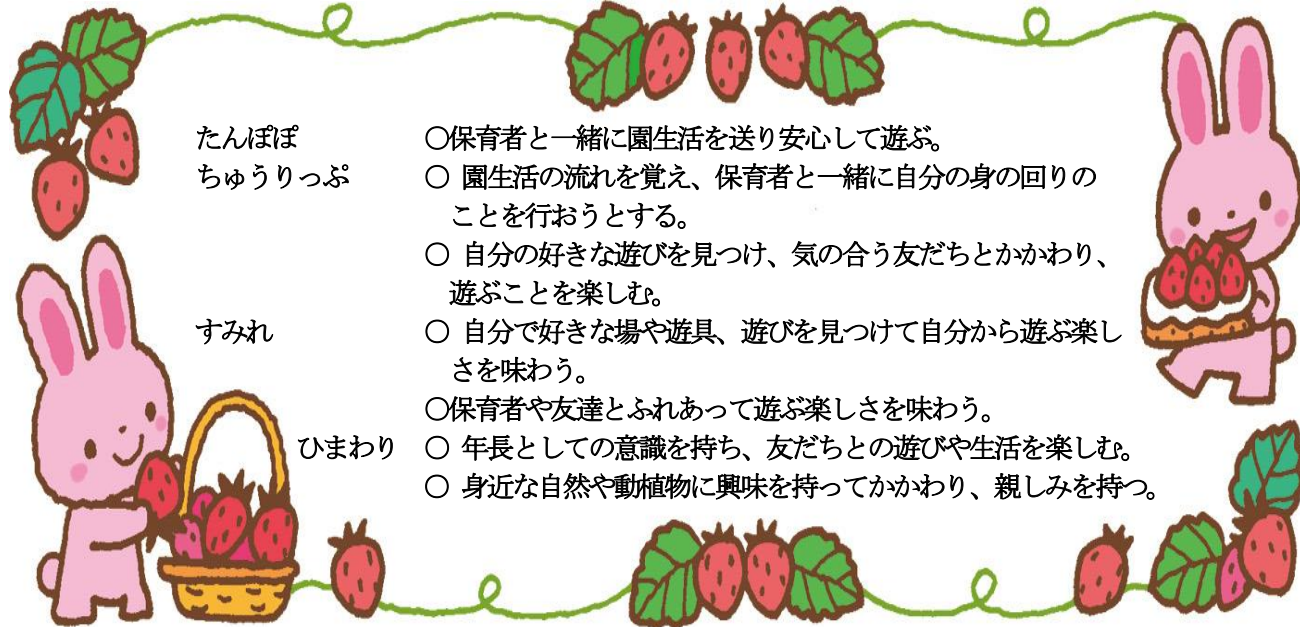 たんぽぽ ○保育者と一緒に園生活を送り安心して遊ぶ。
ちゅうりっぷ ○ 園生活の流れを覚え、保育者と一緒に自分の身の回りの
ことを行おうとする。
○ 自分の好きな遊びを見つけ、気の合う友だちとかかわり、
遊ぶことを楽しむ。
すみれ ○ 自分で好きな場や遊具、遊びを見つけて自分から遊ぶ楽し
さを味わう。
○保育者や友達とふれあって遊ぶ楽しさを味わう。
ひまわり ○ 年長としての意識を持ち、友だちとの遊びや生活を楽しむ。
○ 身近な自然や動植物に興味を持ってかかわり、親しみを持つ。